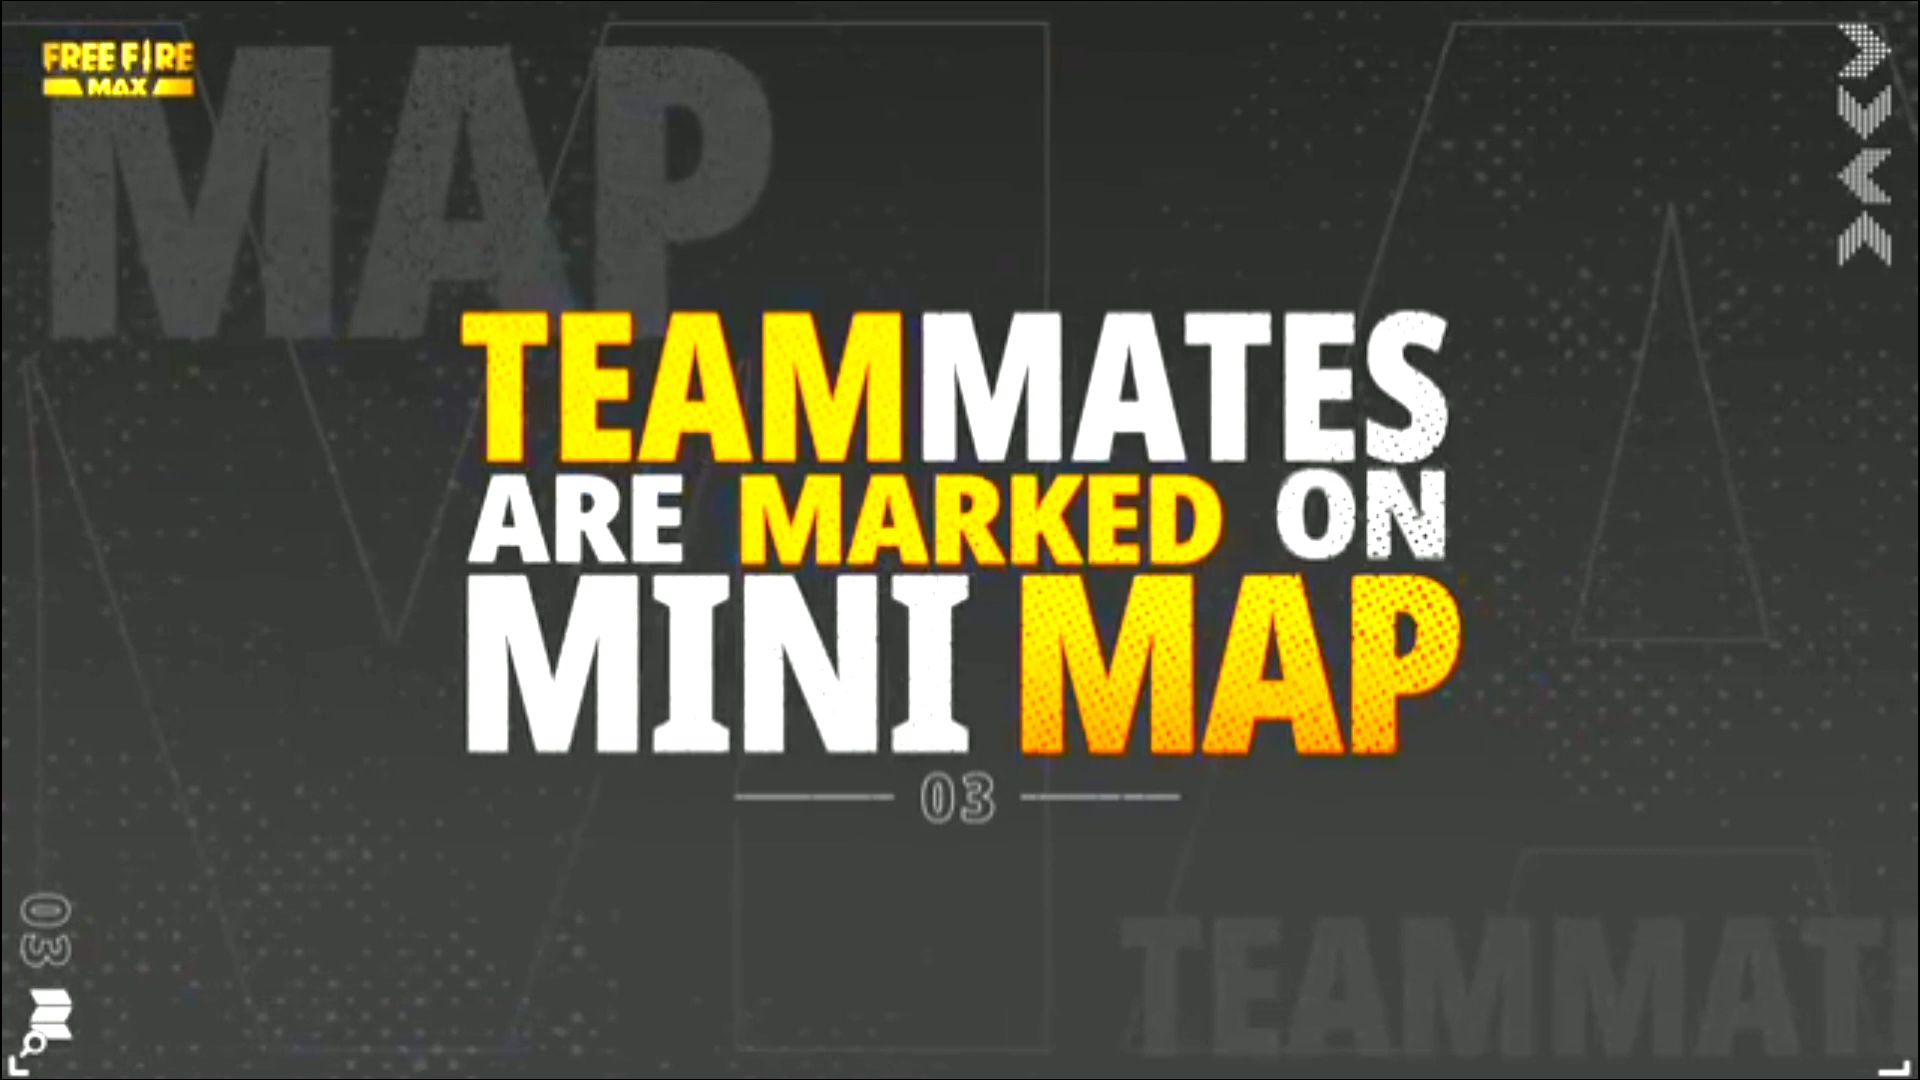 FREE FIRE
MAX
MAP
TEAMMATES
ARE MARKED ON
MINI MAP
03
03
TEAMMATE